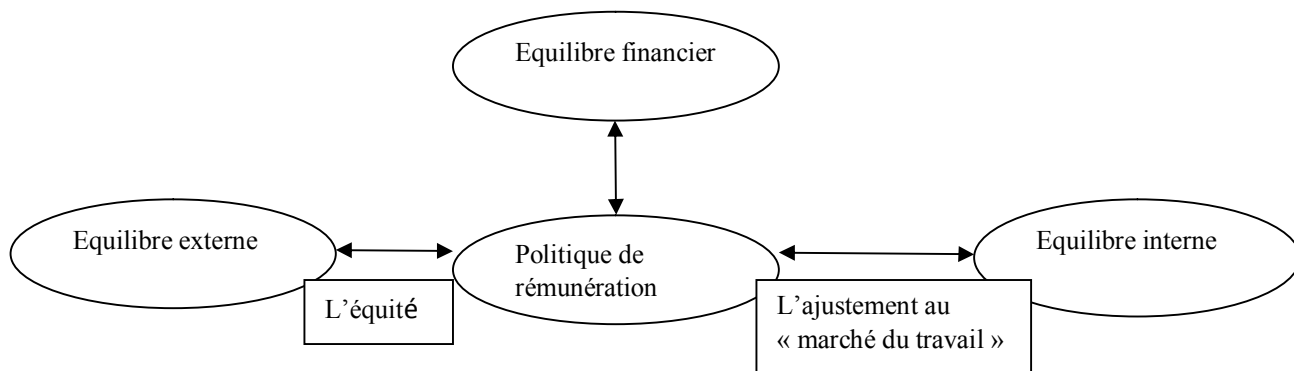 Equilibre financier
Equilibre externe
Politique de
rémunération
Equilibre interne
L'équité
L'ajustement au
« marché du travail »